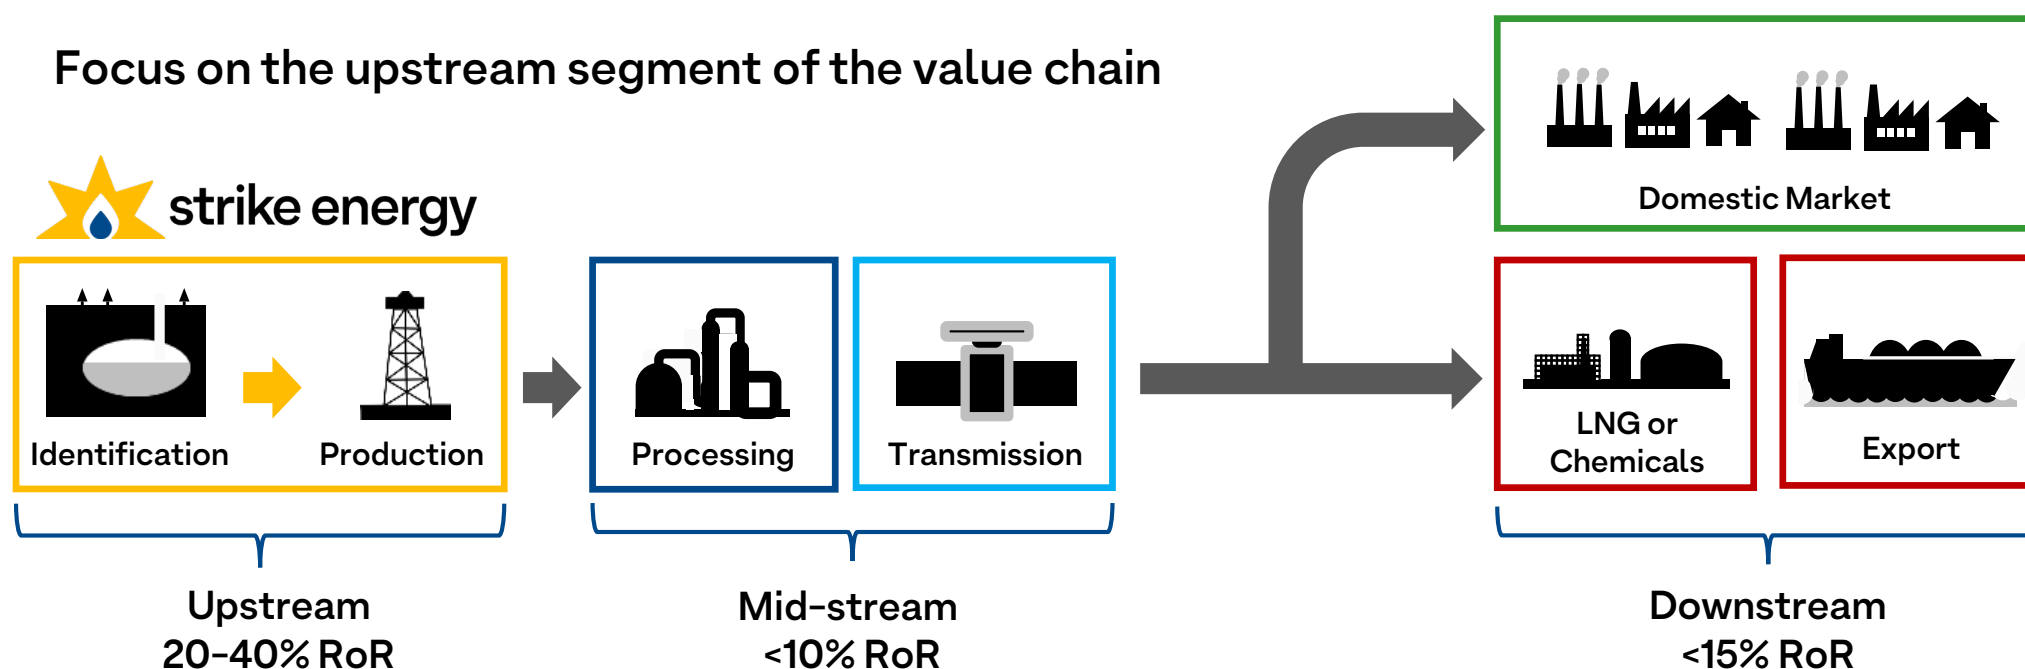 Focus on the upstream segment of the value chain
strike energy
Identification
Production
Processing
Transmission
Domestic Market
LNG or
Chemicals
Export
Upstream
20-40% RoR
Mid-stream
<10% RoR
Downstream
<15% RoR